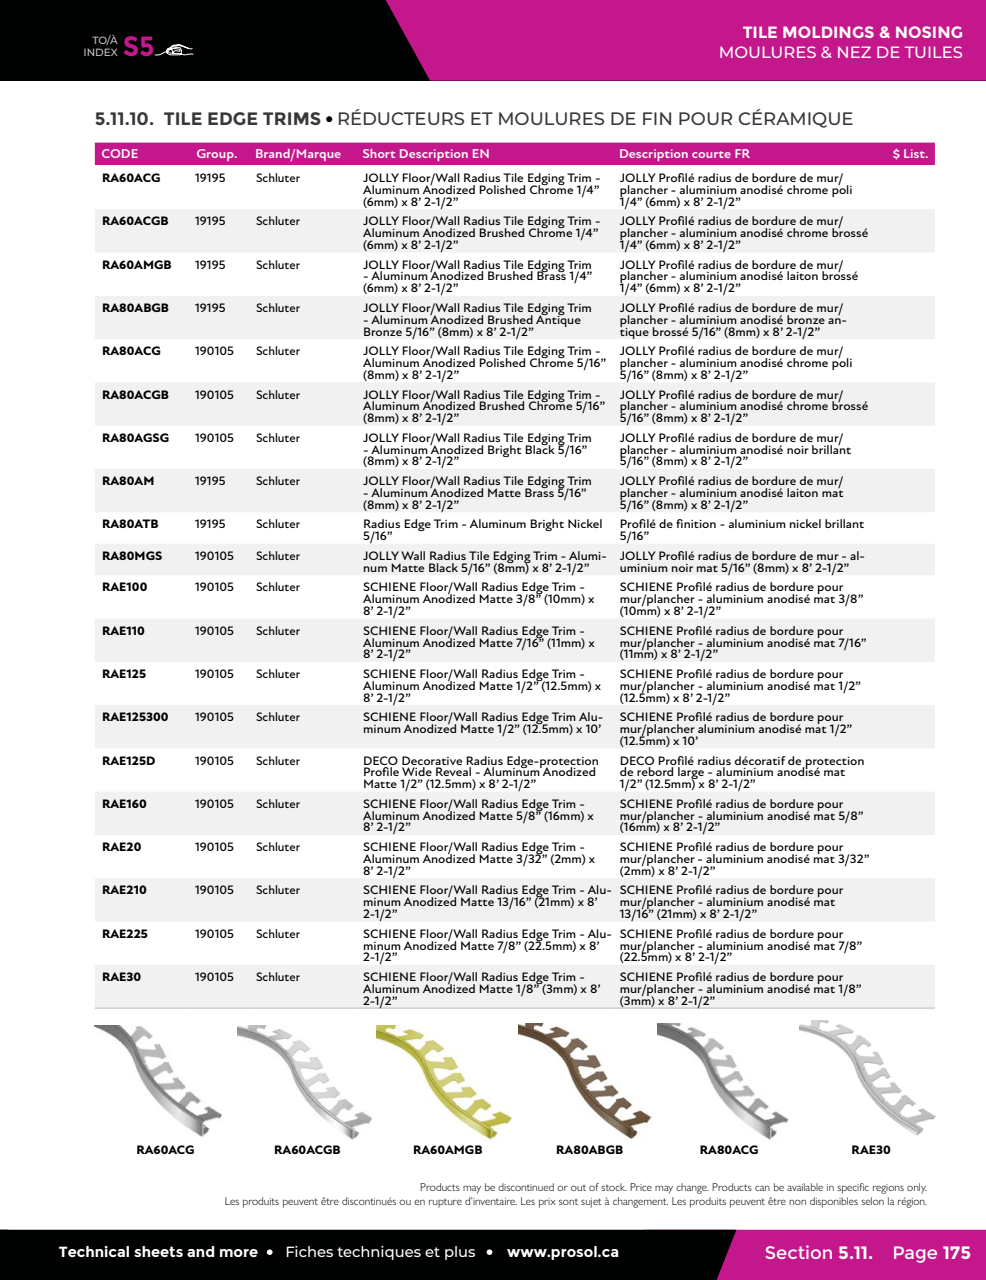 TO/À
INDEX S5
TILE MOLDINGS & NOSING
MOULURES & NEZ DE TUILES
5.11.10. TILE EDGE TRIMS • RÉDUCTEURS ET MOULURES DE FIN POUR CÉRAMIQUE
CODE Group. Brand/Marque Short Description EN Description courte FR $ List.
RA60ACG 19195 Schluter JOLLY Floor/Wall Radius Tile Edging Trim - JOLLY Profilé radius de bordure de mur/
Aluminum Anodized Polished Chrome 1/4” plancher - aluminium anodisé chrome poli
(6mm) x 8’ 2-1/2” 1/4” (6mm) x 8’ 2-1/2”
RA60ACGB 19195 Schluter JOLLY Floor/Wall Radius Tile Edging Trim - JOLLY Profilé radius de bordure de mur/
Aluminum Anodized Brushed Chrome 1/4” plancher - aluminium anodisé chrome brossé
(6mm) x 8’ 2-1/2” 1/4” (6mm) x 8’ 2-1/2”
RA60AMGB 19195 Schluter JOLLY Floor/Wall Radius Tile Edging Trim JOLLY Profilé radius de bordure de mur/
- Aluminum Anodized Brushed Brass 1/4” plancher - aluminium anodisé laiton brossé
(6mm) x 8’ 2-1/2” 1/4” (6mm) x 8’ 2-1/2”
RA80ABGB 19195 Schluter JOLLY Floor/Wall Radius Tile Edging Trim JOLLY Profilé radius de bordure de mur/
- Aluminum Anodized Brushed Antique plancher - aluminium anodisé bronze an-
Bronze 5/16” (8mm) x 8’ 2-1/2” tique brossé 5/16” (8mm) x 8’ 2-1/2”
RA80ACG 190105 Schluter JOLLY Floor/Wall Radius Tile Edging Trim - JOLLY Profilé radius de bordure de mur/
Aluminum Anodized Polished Chrome 5/16” plancher - aluminium anodisé chrome poli
(8mm) x 8’ 2-1/2” 5/16” (8mm) x 8’ 2-1/2”
RA80ACGB 190105 Schluter JOLLY Floor/Wall Radius Tile Edging Trim - JOLLY Profilé radius de bordure de mur/
Aluminum Anodized Brushed Chrome 5/16” plancher - aluminium anodisé chrome brossé
(8mm) x 8’ 2-1/2” 5/16” (8mm) x 8’ 2-1/2”
RA80AGSG 190105 Schluter JOLLY Floor/Wall Radius Tile Edging Trim JOLLY Profilé radius de bordure de mur/
- Aluminum Anodized Bright Black 5/16” plancher - aluminium anodisé noir brillant
(8mm) x 8’ 2-1/2” 5/16” (8mm) x 8’ 2-1/2”
RA80AM 19195 Schluter JOLLY Floor/Wall Radius Tile Edging Trim JOLLY Profilé radius de bordure de mur/
- Aluminum Anodized Matte Brass 5/16” plancher - aluminium anodisé laiton mat
(8mm) x 8’ 2-1/2” 5/16” (8mm) x 8’ 2-1/2”
RA80ATB 19195 Schluter Radius Edge Trim - Aluminum Bright Nickel Profilé de finition - aluminium nickel brillant
5/16” 5/16”
RA80MGS 190105 Schluter JOLLY Wall Radius Tile Edging Trim - Alumi- JOLLY Profilé radius de bordure de mur - al-
num Matte Black 5/16” (8mm) x 8’ 2-1/2” uminium noir mat 5/16” (8mm) x 8’ 2-1/2”
RAE100 190105 Schluter SCHIENE Floor/Wall Radius Edge Trim - SCHIENE Profilé radius de bordure pour
Aluminum Anodized Matte 3/8” (10mm) x mur/plancher - aluminium anodisé mat 3/8”
8’ 2-1/2” (10mm) x 8’ 2-1/2”
RAE110 190105 Schluter SCHIENE Floor/Wall Radius Edge Trim - SCHIENE Profilé radius de bordure pour
Aluminum Anodized Matte 7/16” (11mm) x mur/plancher - aluminium anodisé mat 7/16”
8’ 2-1/2” (11mm) x 8’ 2-1/2”
RAE125 190105 Schluter SCHIENE Floor/Wall Radius Edge Trim - SCHIENE Profilé radius de bordure pour
Aluminum Anodized Matte 1/2” (12.5mm) x mur/plancher - aluminium anodisé mat 1/2”
8’ 2-1/2” (12.5mm) x 8’ 2-1/2”
RAE125300 190105 Schluter SCHIENE Floor/Wall Radius Edge Trim Alu- SCHIENE Profilé radius de bordure pour
minum Anodized Matte 1/2” (12.5mm) x 10’ mur/plancher aluminium anodisé mat 1/2”
(12.5mm) x 10’
RAE125D 190105 Schluter DECO Decorative Radius Edge-protection DECO Profilé radius décoratif de protection
Profile Wide Reveal - Aluminum Anodized de rebord large - aluminium anodisé mat
Matte 1/2” (12.5mm) x 8’ 2-1/2” 1/2” (12.5mm) x 8’ 2-1/2”
RAE160 190105 Schluter SCHIENE Floor/Wall Radius Edge Trim - SCHIENE Profilé radius de bordure pour
Aluminum Anodized Matte 5/8” (16mm) x mur/plancher - aluminium anodisé mat 5/8”
8’ 2-1/2” (16mm) x 8’ 2-1/2”
RAE20 190105 Schluter SCHIENE Floor/Wall Radius Edge Trim - SCHIENE Profilé radius de bordure pour
Aluminum Anodized Matte 3/32” (2mm) x mur/plancher - aluminium anodisé mat 3/32”
8’ 2-1/2” (2mm) x 8’ 2-1/2”
RAE210 190105 Schluter SCHIENE Floor/Wall Radius Edge Trim - Alu- SCHIENE Profilé radius de bordure pour
minum Anodized Matte 13/16” (21mm) x 8’ mur/plancher - aluminium anodisé mat
2-1/2” 13/16” (21mm) x 8’ 2-1/2”
RAE225 190105 Schluter SCHIENE Floor/Wall Radius Edge Trim - Alu- SCHIENE Profilé radius de bordure pour
minum Anodized Matte 7/8” (22.5mm) x 8’ mur/plancher - aluminium anodisé mat 7/8”
2-1/2” (22.5mm) x 8’ 2-1/2”
RAE30 190105 Schluter SCHIENE Floor/Wall Radius Edge Trim - SCHIENE Profilé radius de bordure pour
Aluminum Anodized Matte 1/8” (3mm) x 8’ mur/plancher - aluminium anodisé mat 1/8”
2-1/2” (3mm) x 8’ 2-1/2”
RA60ACG RA60ACGB RA60AMGB RA80ABGB RA80ACG RAE30
Products may be discontinued or out of stock. Price may change. Products can be available in specific regions only.
Les produits peuvent être discontinués ou en rupture d’inventaire. Les prix sont sujet à changement. Les produits peuvent être non disponibles selon la région.
Technical sheets and more • Fiches techniques et plus • www.prosol.ca Section 5.11. Page 175